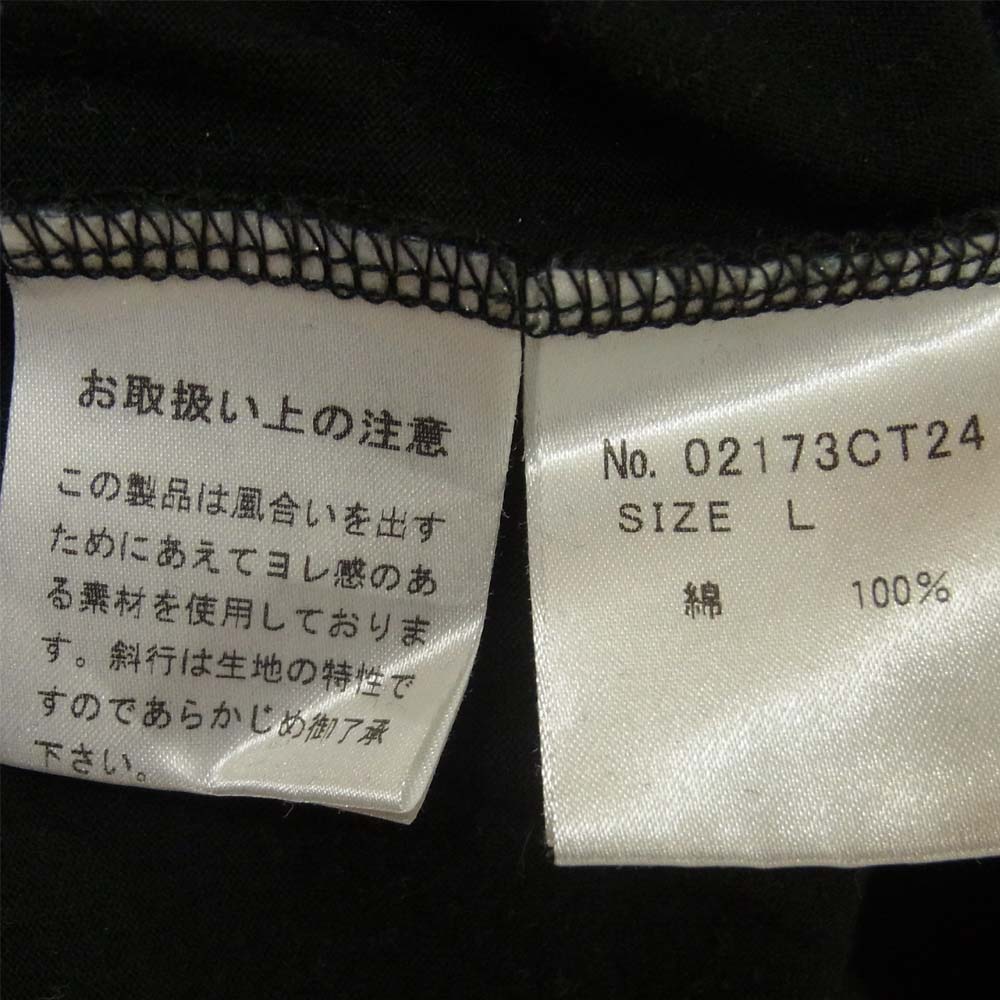 お取扱い上の注意
この製品は風合いを出す
ためにあえてヨレ感のあ
る素材を使用しておりま
す。斜行は生地の特性で
すのであらかじめ御了承
下さい。
No. 02173CT24
SIZE L
綿 100%